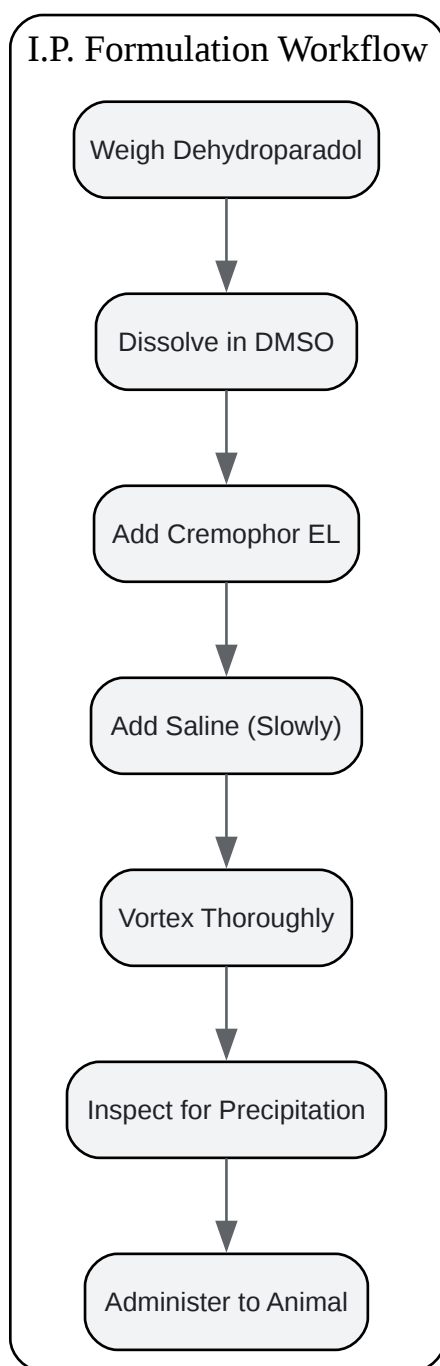 I.P. Formulation Workflow
Weigh Dehydroparadol
Dissolve in DMSO
Add Cremophor EL
Add Saline (Slowly)
Vortex Thoroughly
Inspect for Precipitation
Administer to Animal